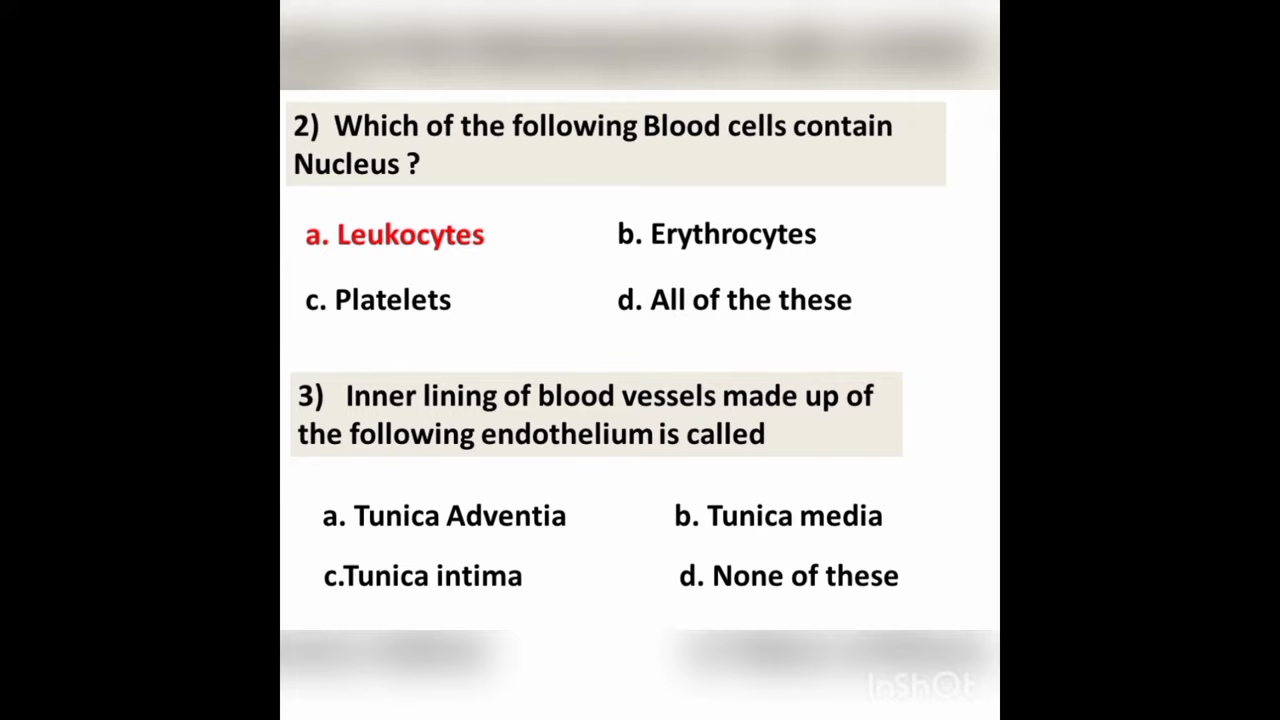 2) Which of the following Blood cells contain
Nucleus ?
a. Leukocytes b. Erythrocytes
c. Platelets d. All of the these
3) Inner lining of blood vessels made up of
the following endothelium is called
a. Tunica Adventia b. Tunica media
c.Tunica intima d. None of these
InShOt